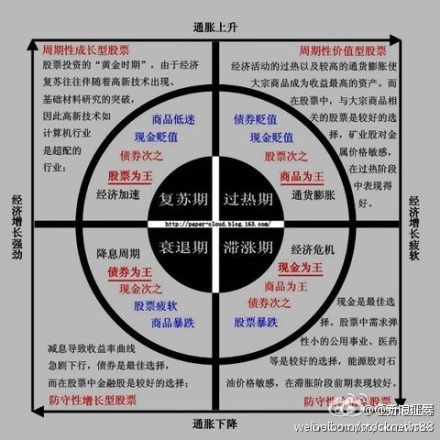 通胀上升
周期性成长型股票
股票投资的“黄金时期”，由于经济
复苏往往伴随着高新技术出现、
基础材料研究的突破，
因此高新技术如
计算机行业
是超配的
行业；
周期性价值型股票
经济活动的过热以及较高的通货膨胀使
大宗商品成为收益最高的资产。而
在股票中，与大宗商品相
关的股票是较好的选
择，矿业股对金
属价格敏感，
在过热阶段
中表现得
好。
商品低迷
现金贬值
债券次之
股票为王
经济加速
债券贬值
现金贬值
股票次之
商品为王
通货膨胀
复苏期
过热期
http://paper-cloud.blog.163.com/
衰退期
滞涨期
经济增长强劲
经济增长疲软
降息周期
债券为王
现金次之
股票疲软
商品暴跌
经济危机
现金为王
商品为王
债券次之
股票暴跌
减息导致收益率曲线
急剧下行，债券是最佳选择，
而在股票中金融股是较好的选择；
防守性增长型股票
现金是最佳选
择。股票中需求弹
性小的公用事业、医药
等是较好的选择，能源股对石
油价格敏感，在滞胀阶段前期表现较好。
防守性价值型股票
通胀下降
@新浪证券